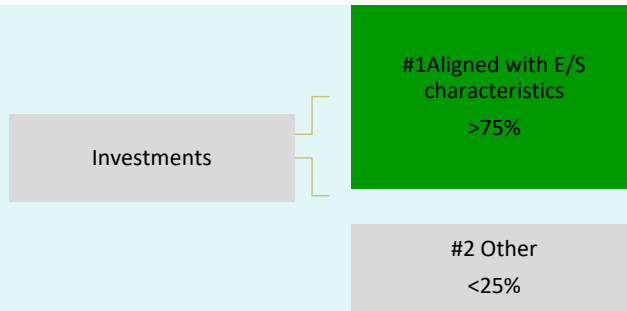 #1Aligned with E/S
characteristics
>75%
Investments
#2 Other
<25%